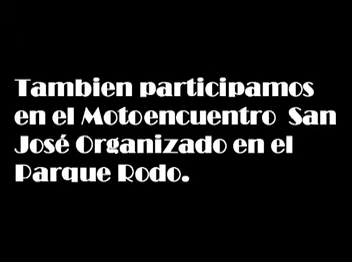 Tambien participamos
en el Motoencuentro San
José Organizado en el
Parque Rodo.